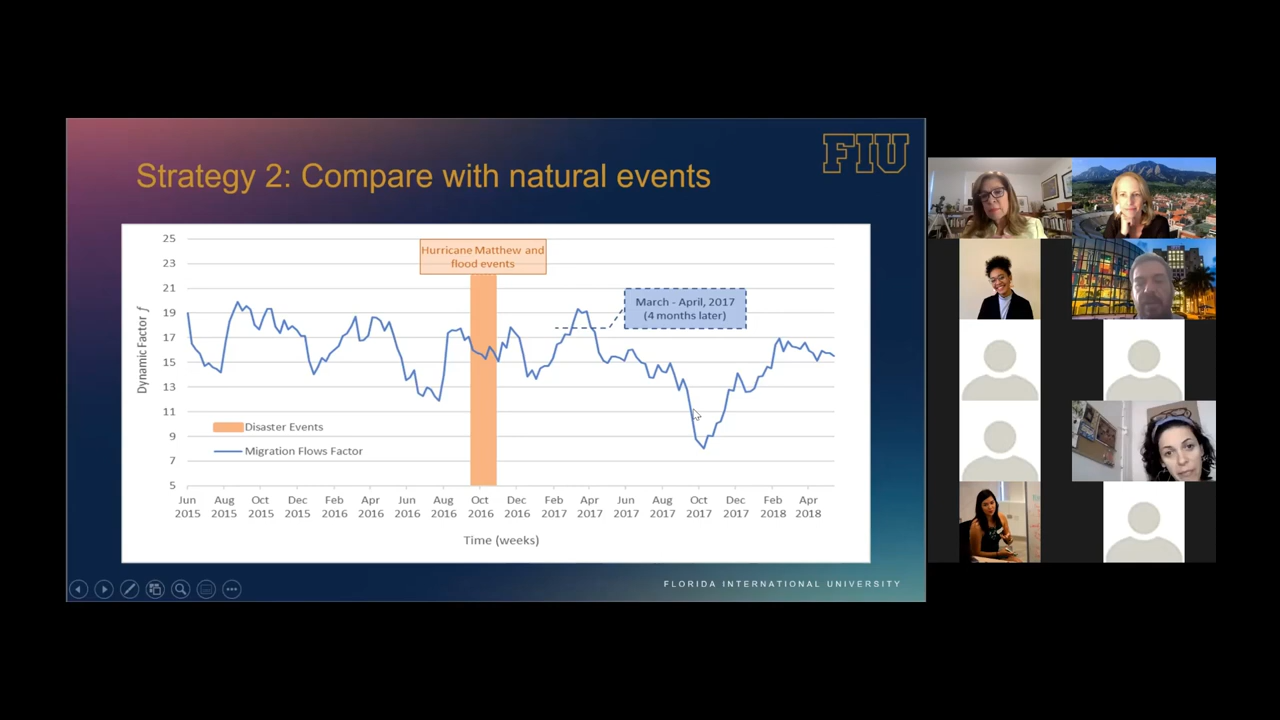 FIU
Strategy 2: Compare with natural events
25
23
21
19
17
15
13
11
9
7
5
Dynamic Factor f
Hurricane Matthew and
flood events
March - April, 2017
(4 months later)
Disaster Events
Migration Flows Factor
Jun Aug Oct Dec Feb Apr Jun Aug Oct Dec Feb Apr Jun Aug Oct Dec Feb Apr
2015 2015 2015 2015 2016 2016 2016 2016 2016 2016 2017 2017 2017 2017 2017 2017 2018 2018
Time (weeks)
FLORIDA INTERNATIONAL UNIVERSITY